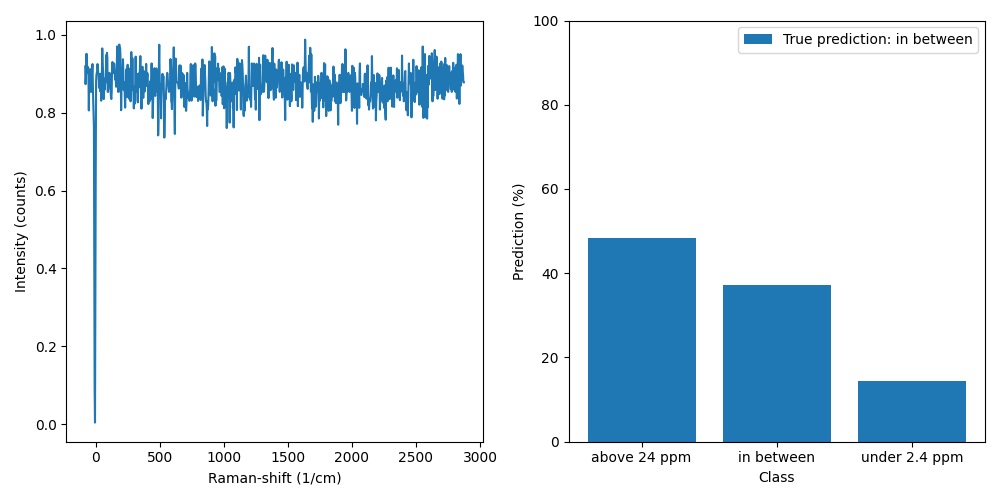 1.0
0.8
0.6
0.4
0.2
0.0
Intensity (counts)
0 500 1000 1500 2000 2500 3000
Raman-shift (1/cm)
100
80
60
40
20
0
Prediction (%)
True prediction: in between
above 24 ppm in between under 2.4 ppm
Class